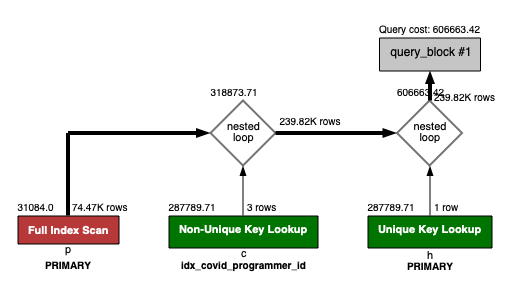 Query cost: 606663.42
query_block #1
318873.71
606663.42
239.82K rows
nested
loop
239.82K rows
nested
loop
31084.0
74.47K rows
287789.71
3 rows
287789.71
1 row
Full Index Scan
Non-Unique Key Lookup
Unique Key Lookup
p
c
h
PRIMARY
idx_covid_programmer_id
PRIMARY